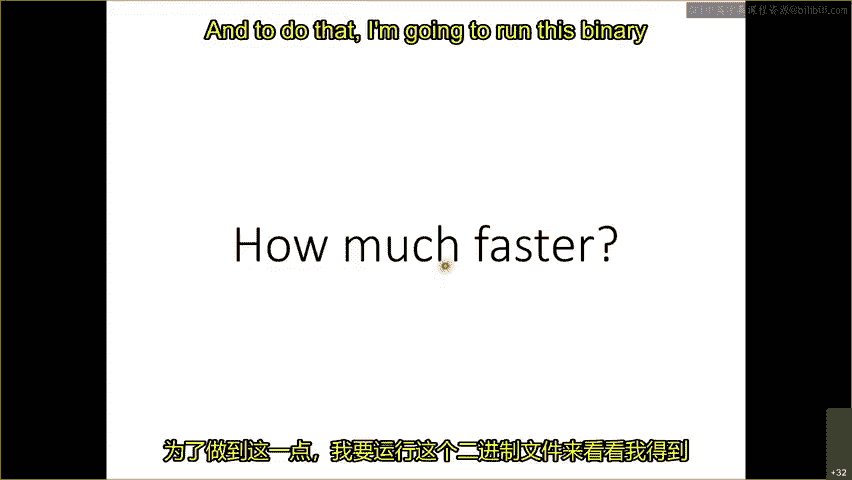 And to do that, I'm going to run this binary
How much faster?
为了做到这一点，我要运行这个二进制文件来看看我得到
+32